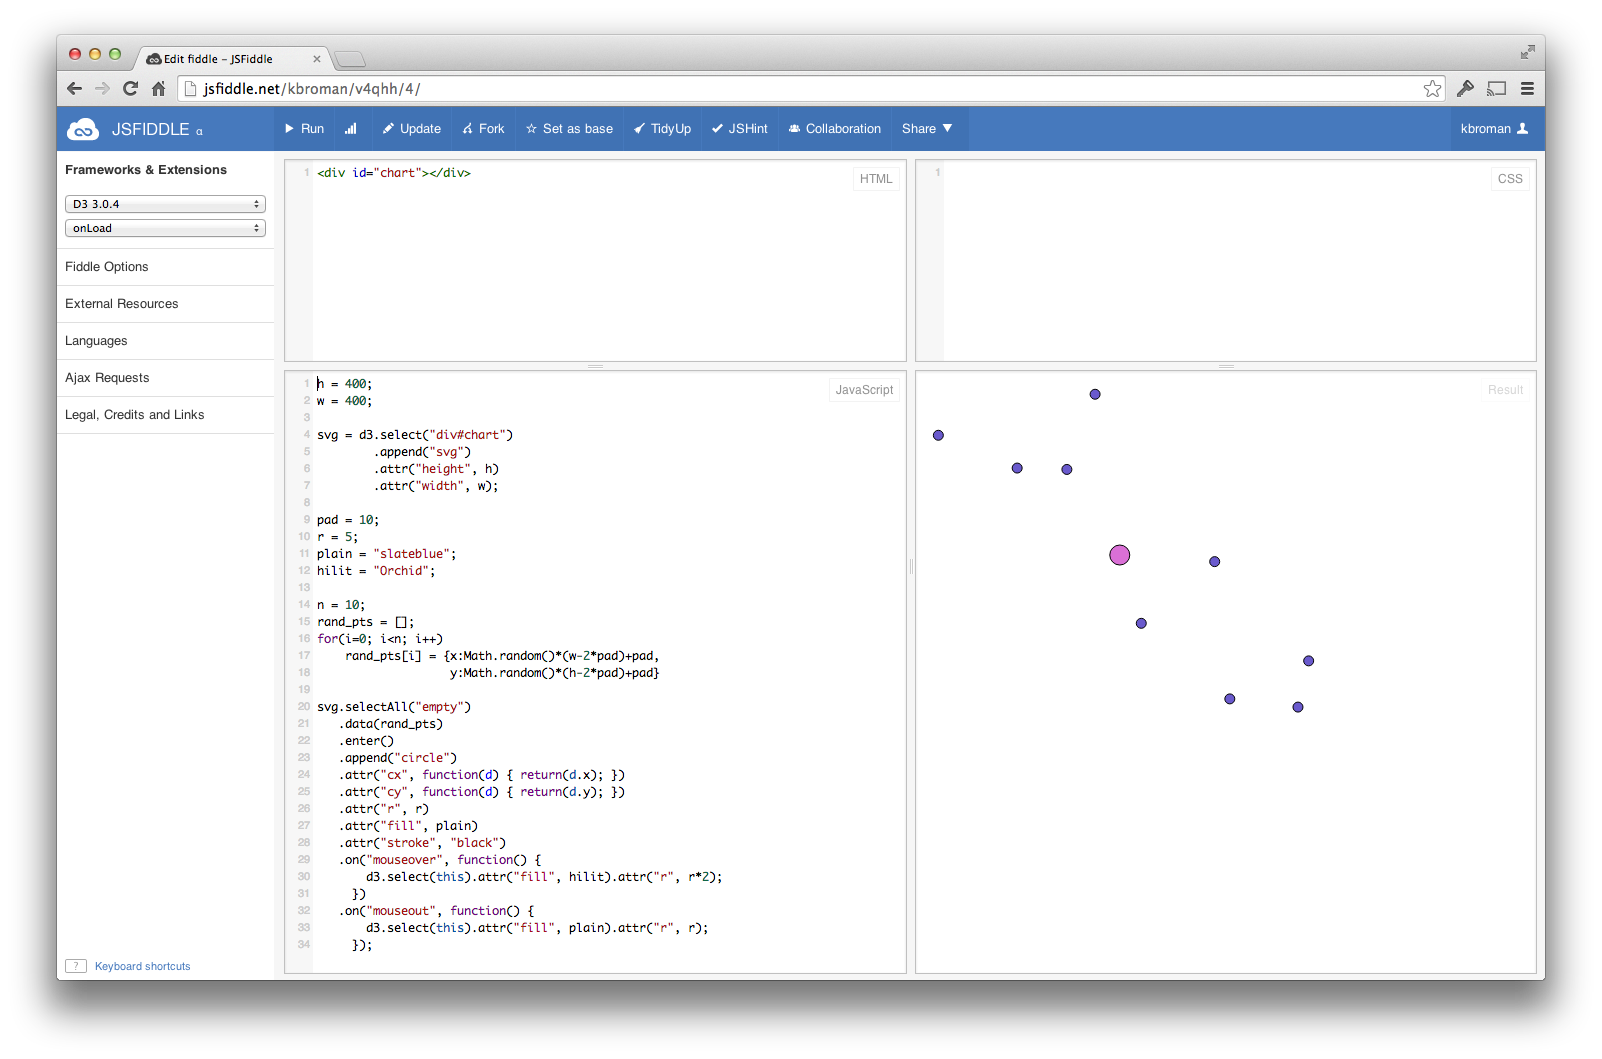 Edit fiddle – JSFiddle
jsfiddle.net/kbroman/v4qhh/4/
JSFIDDLE α
Run
Update
Fork
Set as base
TidyUp
JSHint
Collaboration
Share
kbroman
Frameworks & Extensions
D3 3.0.4
onLoad
Fiddle Options
External Resources
Languages
Ajax Requests
Legal, Credits and Links
? Keyboard shortcuts
1 <div id="chart"></div>
HTML
1
CSS
JavaScript
1 h = 400;
2 w = 400;
3
4 svg = d3.select("div#chart")
5 .append("svg")
6 .attr("height", h)
7 .attr("width", w);
8
9 pad = 10;
10 r = 5;
11 plain = "slateblue";
12 hilit = "Orchid";
13
14 n = 10;
15 rand_pts = [];
16 for(i=0; i<n; i++)
17 rand_pts[i] = {x:Math.random()*(w-2*pad)+pad,
18 y:Math.random()*(h-2*pad)+pad}
19
20 svg.selectAll("empty")
21 .data(rand_pts)
22 .enter()
23 .append("circle")
24 .attr("cx", function(d) { return(d.x); })
25 .attr("cy", function(d) { return(d.y); })
26 .attr("r", r)
27 .attr("fill", plain)
28 .attr("stroke", "black")
29 .on("mouseover", function() {
30 d3.select(this).attr("fill", hilit).attr("r", r*2);
31 })
32 .on("mouseout", function() {
33 d3.select(this).attr("fill", plain).attr("r", r);
34 });
Result